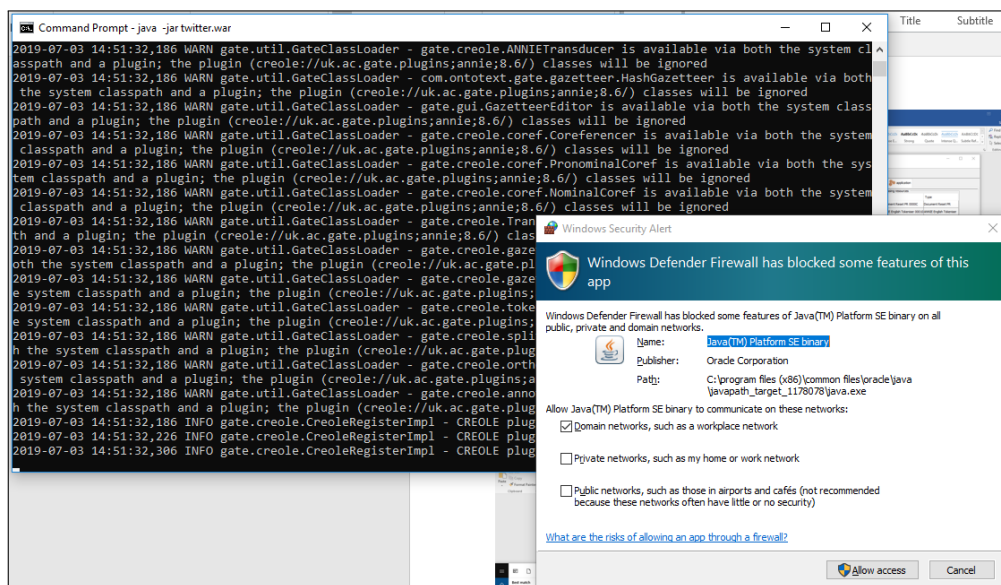 Command Prompt - java -jar twitter.war
Title Subtitle
2019-07-03 14:51:32,186 WARN gate.util.GateClassLoader - gate.creole.ANNIETransducer is available via both the system cl
asspath and a plugin; the plugin (creole://uk.ac.gate.plugins;annie;8.6/) classes will be ignored
2019-07-03 14:51:32,186 WARN gate.util.GateClassLoader - com.ontotext.gate.gazetteer.HashGazetteer is available via both
the system classpath and a plugin; the plugin (creole://uk.ac.gate.plugins;annie;8.6/) classes will be ignored
2019-07-03 14:51:32,186 WARN gate.util.GateClassLoader - gate.gui.GazetteerEditor is available via both the system class
path and a plugin; the plugin (creole://uk.ac.gate.plugins;annie;8.6/) classes will be ignored
2019-07-03 14:51:32,186 WARN gate.util.GateClassLoader - gate.creole.coref.Coreferencer is available via both the system
classpath and a plugin; the plugin (creole://uk.ac.gate.plugins;annie;8.6/) classes will be ignored
2019-07-03 14:51:32,186 WARN gate.util.GateClassLoader - gate.creole.coref.PronominalCoref is available via both the sys
tem classpath and a plugin; the plugin (creole://uk.ac.gate.plugins;annie;8.6/) classes will be ignored
2019-07-03 14:51:32,186 WARN gate.util.GateClassLoader - gate.creole.coref.NominalCoref is available via both the system
classpath and a plugin; the plugin (creole://uk.ac.gate.plugins;annie;8.6/) classes will be ignored
2019-07-03 14:51:32,186 WARN gate.util.GateClassLoader - gate.creole.Tran
th and a plugin; the plugin (creole://uk.ac.gate.plugins;annie;8.6/) clas
2019-07-03 14:51:32,186 WARN gate.util.GateClassLoader - gate.creole.gaze
oth the system classpath and a plugin; the plugin (creole://uk.ac.gate.pl
2019-07-03 14:51:32,186 WARN gate.util.GateClassLoader - gate.creole.gaze
e system classpath and a plugin; the plugin (creole://uk.ac.gate.plugins;
2019-07-03 14:51:32,186 WARN gate.util.GateClassLoader - gate.creole.toke
e system classpath and a plugin; the plugin (creole://uk.ac.gate.plugins;
2019-07-03 14:51:32,186 WARN gate.util.GateClassLoader - gate.creole.spli
h the system classpath and a plugin; the plugin (creole://uk.ac.gate.plug
2019-07-03 14:51:32,186 WARN gate.util.GateClassLoader - gate.creole.orth
system classpath and a plugin; the plugin (creole://uk.ac.gate.plugins;a
2019-07-03 14:51:32,186 WARN gate.util.GateClassLoader - gate.creole.anno
h the system classpath and a plugin; the plugin (creole://uk.ac.gate.plug
2019-07-03 14:51:32,186 INFO gate.creole.CreoleRegisterImpl - CREOLE plug
2019-07-03 14:51:32,226 INFO gate.creole.CreoleRegisterImpl - CREOLE plug
2019-07-03 14:51:32,306 INFO gate.creole.CreoleRegisterImpl - CREOLE plug
Windows Security Alert
Windows Defender Firewall has blocked some features of this
app
Windows Defender Firewall has blocked some features of Java(TM) Platform SE binary on all
public, private and domain networks.
Name: Java(TM) Platform SE binary
Publisher: Oracle Corporation
Path: C:\program files (x86)\common files\oracle\java
\javapath_target_1178078\java.exe
Allow Java(TM) Platform SE binary to communicate on these networks:
Domain networks, such as a workplace network
Private networks, such as my home or work network
Public networks, such as those in airports and cafés (not recommended
because these networks often have little or no security)
What are the risks of allowing an app through a firewall?
Allow access Cancel